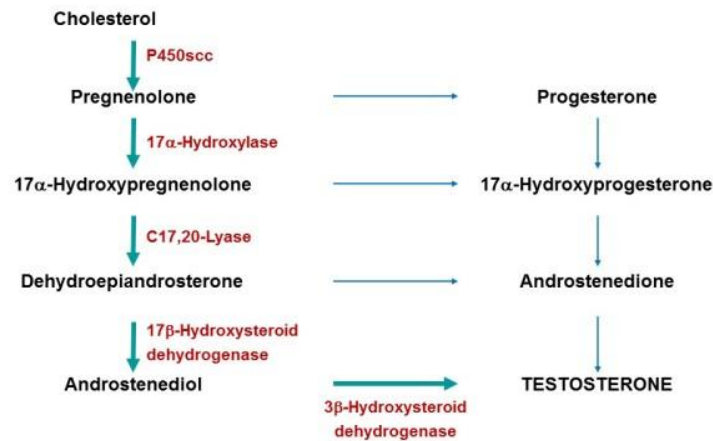 Cholesterol
P450scc
Pregnenolone
Progesterone
17α-Hydroxylase
17α-Hydroxypregnenolone
17α-Hydroxyprogesterone
C17,20-Lyase
Dehydroepiandrosterone
Androstenedione
17β-Hydroxysteroid
dehydrogenase
Androstenediol
TESTOSTERONE
3β-Hydroxysteroid
dehydrogenase